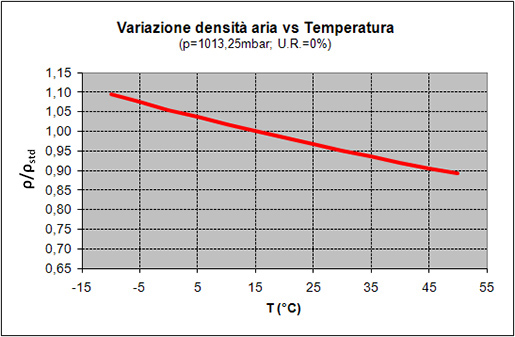 Variazione densità aria vs Temperatura
(p=1013,25mbar; U.R.=0%)
1,15
1,10
1,05
1,00
0,95
0,90
0,85
0,80
0,75
0,70
0,65
ρ/ρstd
-15 -5 5 15 25 35 45 55
T (°C)